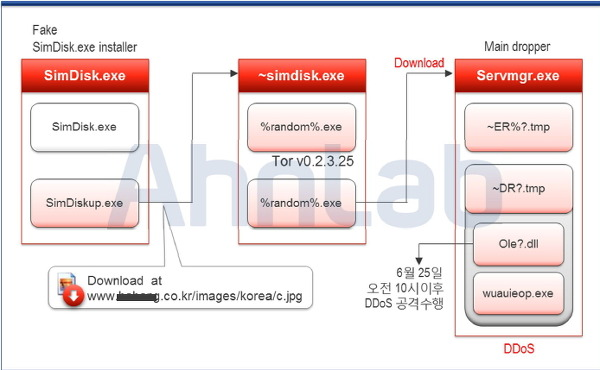 Fake
SimDisk.exe installer
SimDisk.exe
SimDisk.exe
SimDiskup.exe
Download at
www. .co.kr/images/korea/c.jpg
~simdisk.exe
%random%.exe
Tor v0.2.3.25
%random%.exe
Download
Main dropper
Servmgr.exe
~ER%?.tmp
~DR?.tmp
Ole?.dll
wuauieop.exe
DDoS
6월 25일
오전 10시이후
DDoS 공격수행
AhnLab